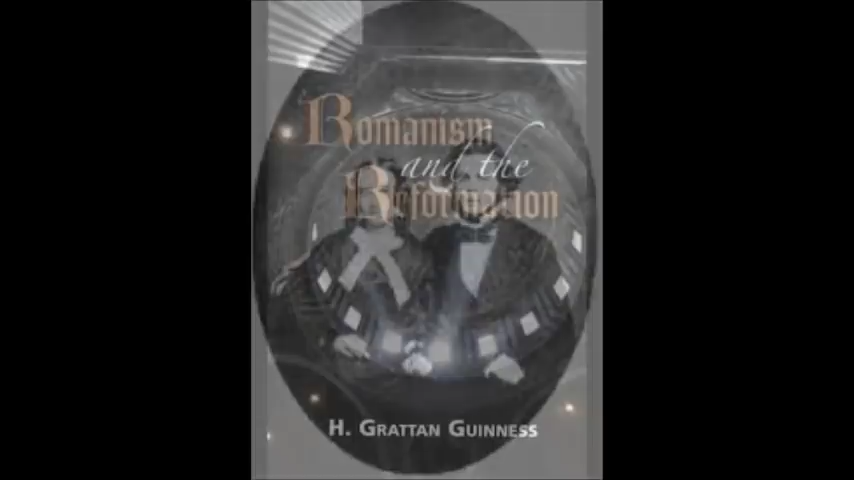 Romanism
and the
Reformation
H. GRATTAN GUINNESS